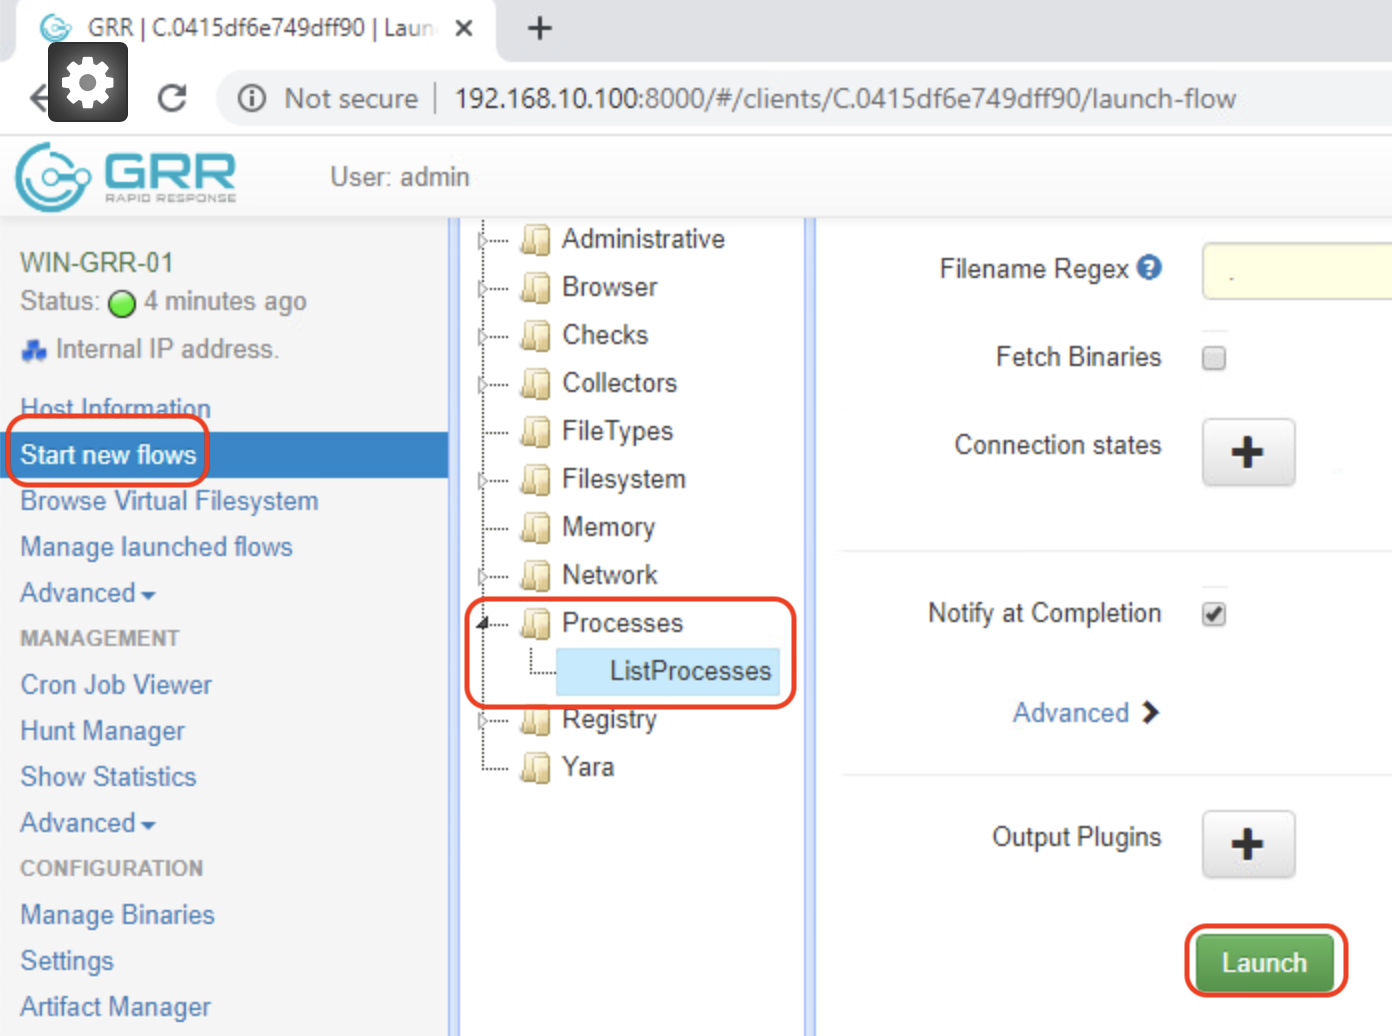 GRR | C.0415df6e749dff90 | Laun
Not secure | 192.168.10.100:8000/#/clients/C.0415df6e749dff90/launch-flow
GRR
RAPID RESPONSE
User: admin
WIN-GRR-01
Status: 4 minutes ago
Internal IP address.
Host Information
Start new flows
Browse Virtual Filesystem
Manage launched flows
Advanced
MANAGEMENT
Cron Job Viewer
Hunt Manager
Show Statistics
Advanced
CONFIGURATION
Manage Binaries
Settings
Artifact Manager
Administrative
Browser
Checks
Collectors
FileTypes
Filesystem
Memory
Network
Processes
ListProcesses
Registry
Yara
Filename Regex ?
.
Fetch Binaries
Connection states
+
Notify at Completion
Advanced
Output Plugins
+
Launch